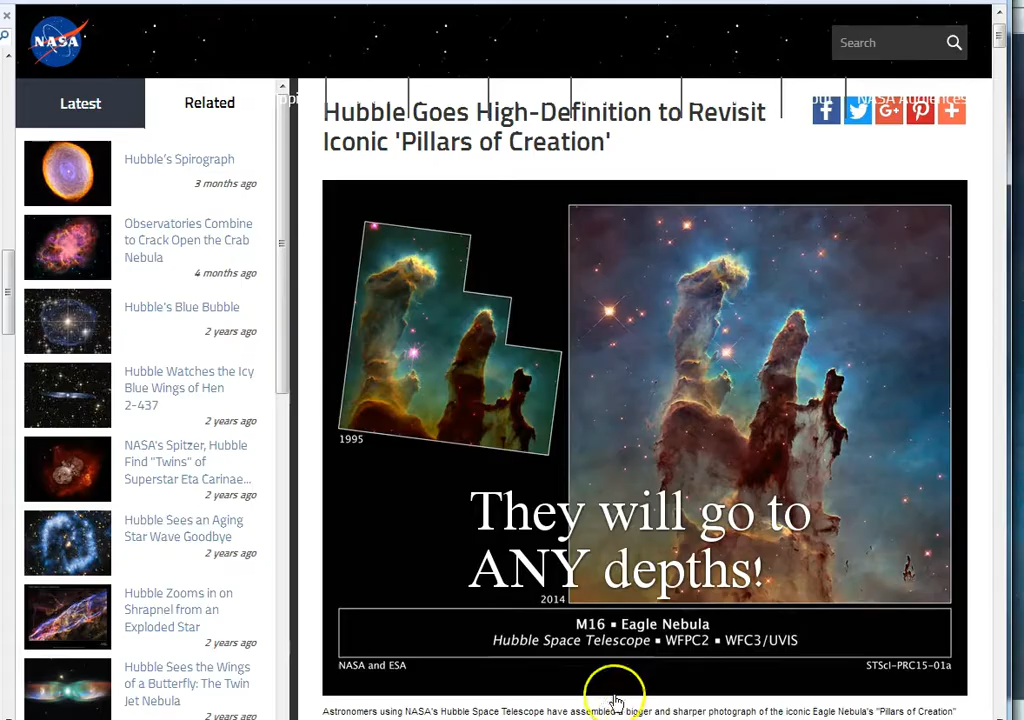 NASA
Search
Latest
Related
NASA Audiences
Hubble Goes High-Definition to Revisit
Iconic 'Pillars of Creation'
Hubble's Spirograph
3 months ago
Observatories Combine
to Crack Open the Crab
Nebula
4 months ago
Hubble's Blue Bubble
2 years ago
Hubble Watches the Icy
Blue Wings of Hen
2-437
2 years ago
NASA's Spitzer, Hubble
Find "Twins" of
Superstar Eta Carinae...
2 years ago
Hubble Sees an Aging
Star Wave Goodbye
2 years ago
Hubble Zooms in on
Shrapnel from an
Exploded Star
2 years ago
Hubble Sees the Wings
of a Butterfly: The Twin
Jet Nebula
2 years ago
1995
They will go to
ANY depths!
2014
M16 ▪ Eagle Nebula
Hubble Space Telescope ▪ WFPC2 ▪ WFC3/UVIS
NASA and ESA
STScI-PRC15-01a
Astronomers using NASA's Hubble Space Telescope have assembled a bigger and sharper photograph of the iconic Eagle Nebula's "Pillars of Creation"